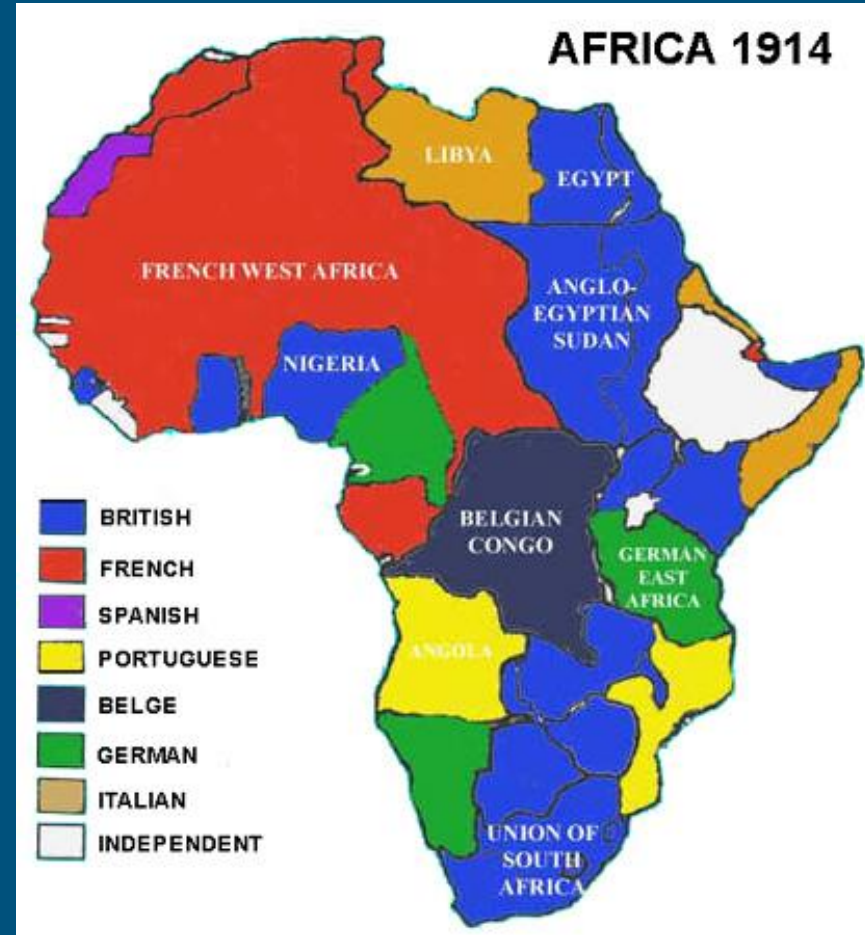 AFRICA 1914
LIBYA
EGYPT
FRENCH WEST AFRICA
ANGLO-
EGYPTIAN
SUDAN
NIGERIA
BELGIAN
CONGO
GERMAN
EAST
AFRICA
ANGOLA
UNION OF
SOUTH
AFRICA
BRITISH
FRENCH
SPANISH
PORTUGUESE
BELGE
GERMAN
ITALIAN
INDEPENDENT